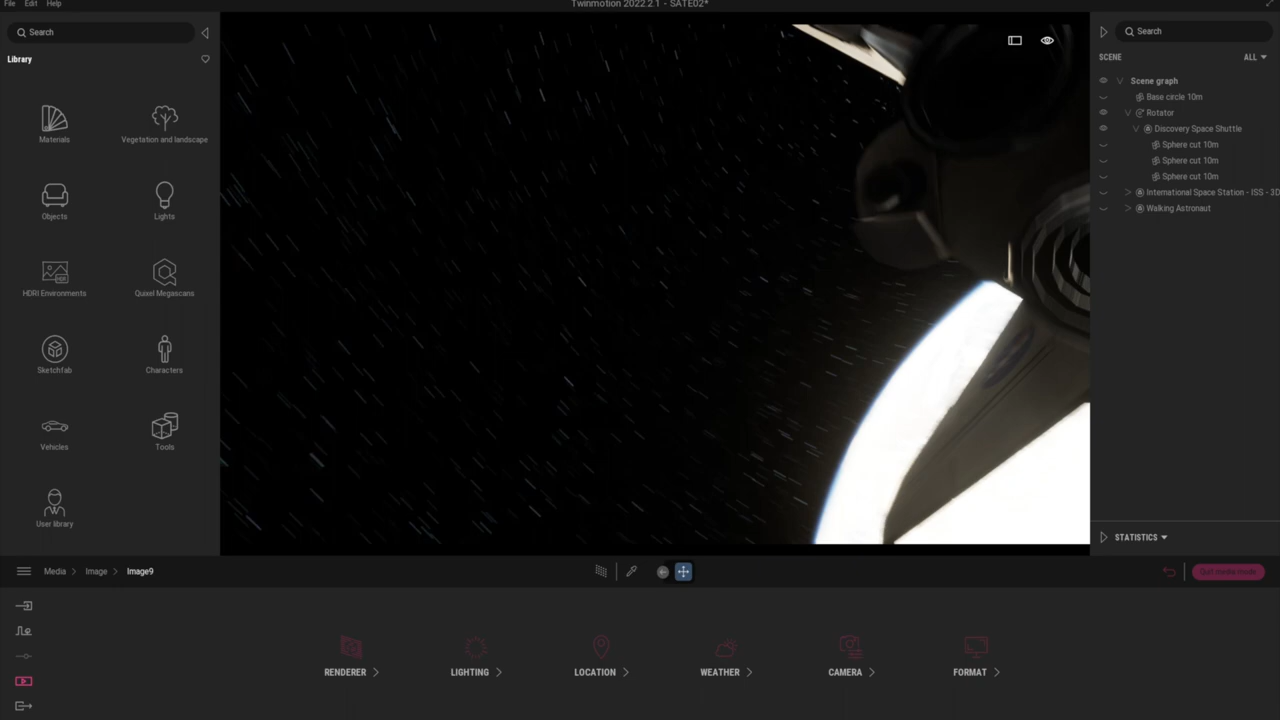 File Edit Help
Twinmotion 2022.2.1 - SATE02*
Search
Library
Materials
Vegetation and landscape
Objects
Lights
HDRI Environments
Quixel Megascans
Sketchfab
Characters
Vehicles
Tools
User library
Search
SCENE
ALL
Scene graph
Base circle 10m
Rotator
Discovery Space Shuttle
Sphere cut 10m
Sphere cut 10m
Sphere cut 10m
International Space Station - ISS - 3D
Walking Astronaut
STATISTICS
Media Image Image9
Quit media mode
RENDERER
LIGHTING
LOCATION
WEATHER
CAMERA
FORMAT